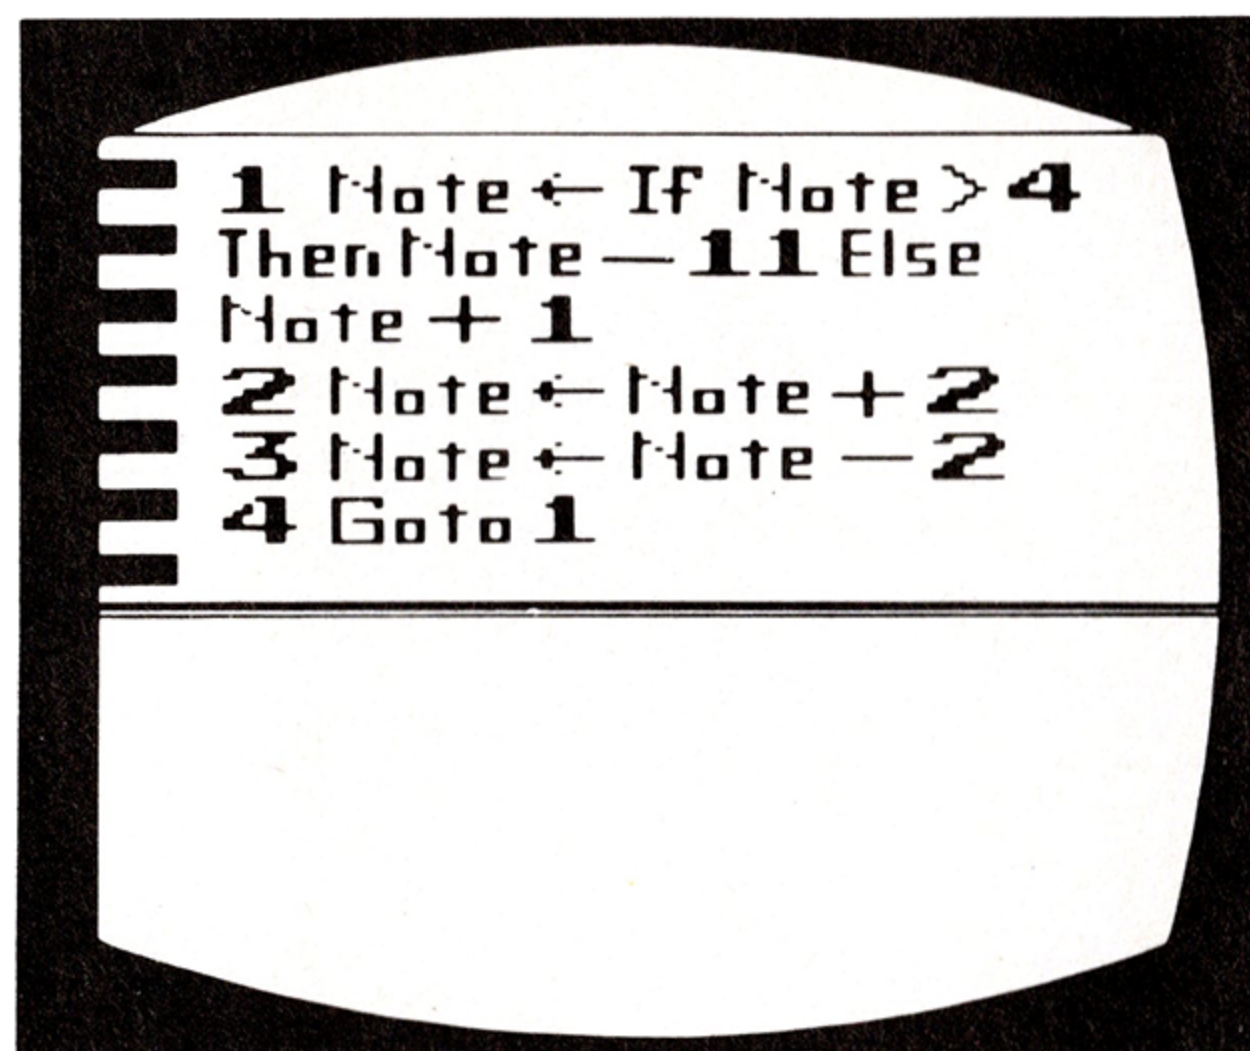 1 Note ← If Note > 4
Then Note — 11 Else
Note + 1
2 Note ← Note + 2
3 Note ← Note — 2
4 Goto 1